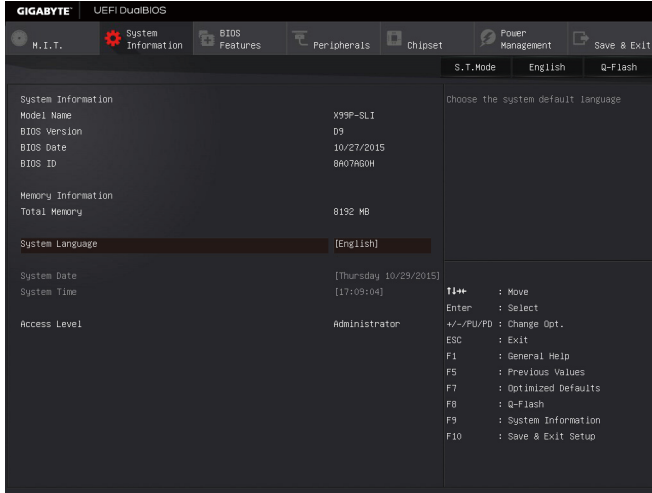 GIGABYTE™ UEFI DualBIOS
M.I.T. System Information BIOS Features Peripherals Chipset Power Management Save & Exit
S.T.Mode English Q-Flash
System Information
Model Name X99P-SLI
BIOS Version D9
BIOS Date 10/27/2015
BIOS ID 8A07AG0H
Memory Information
Total Memory 8192 MB
System Language [English]
System Date [Thursday 10/29/2015]
System Time [17:09:04]
Access Level Administrator
Choose the system default language
↑↓→← : Move
Enter : Select
+/-/PU/PD : Change Opt.
ESC : Exit
F1 : General Help
F5 : Previous Values
F7 : Optimized Defaults
F8 : Q-Flash
F9 : System Information
F10 : Save & Exit Setup